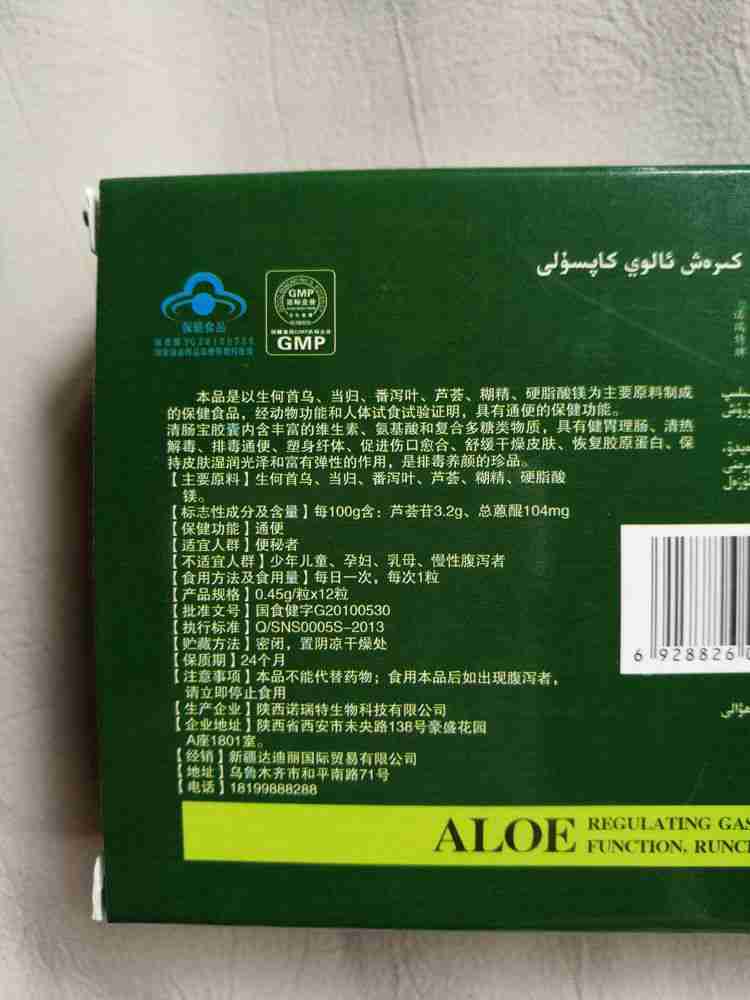 كىرەش ئالوي كاپسۇلى
保健食品
GMP
达标企业
GMP
本品是以生何首乌、当归、番泻叶、芦荟、糊精、硬脂酸镁为主要原料制成
的保健食品，经动物功能和人体试食试验证明，具有通便的保健功能。
清肠宝胶囊内含丰富的维生素、氨基酸和复合多糖类物质，具有健胃理肠、清热
解毒、排毒通便、塑身纤体、促进伤口愈合、舒缓干燥皮肤、恢复胶原蛋白、保
持皮肤湿润光泽和富有弹性的作用，是排毒养颜的珍品。
【主要原料】生何首乌、当归、番泻叶、芦荟、糊精、硬脂酸
镁。
【标志性成分及含量】每100g含：芦荟苷3.2g、总蒽醌104mg
【保健功能】通便
【适宜人群】便秘者
【不适宜人群】少年儿童、孕妇、乳母、慢性腹泻者
【食用方法及食用量】每日一次，每次1粒
【产品规格】0.45g/粒x12粒
【批准文号】国食健字G20100530
【执行标准】Q/SNS0005S-2013
【贮藏方法】密闭，置阴凉干燥处
【保质期】24个月
【注意事项】本品不能代替药物；食用本品后如出现腹泻者，
请立即停止食用
【生产企业】陕西诺瑞特生物科技有限公司
【企业地址】陕西省西安市未央路138号豪盛花园
A座1801室。
【经销】新疆达迪丽国际贸易有限公司
【地址】乌鲁木齐市和平南路71号
【电话】18199888288
诺瑞特牌
6 928826
ALOE
REGULATING GAS
FUNCTION, RUNCI